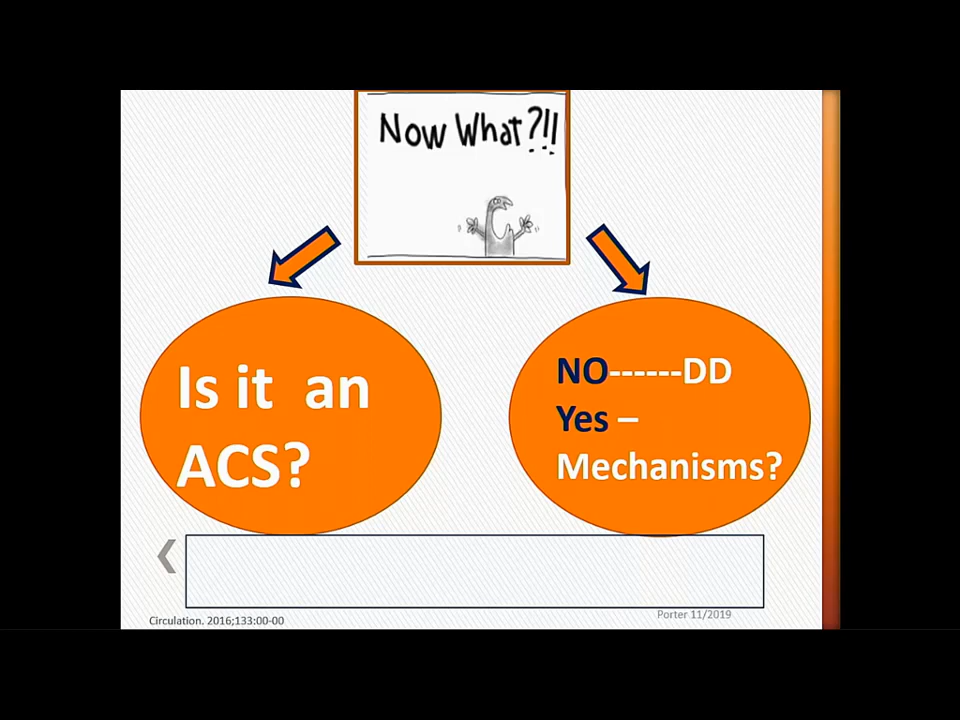 Now What?!!
Is it an
ACS?
NO------DD
Yes –
Mechanisms?
Circulation. 2016;133:00-00
Porter 11/2019